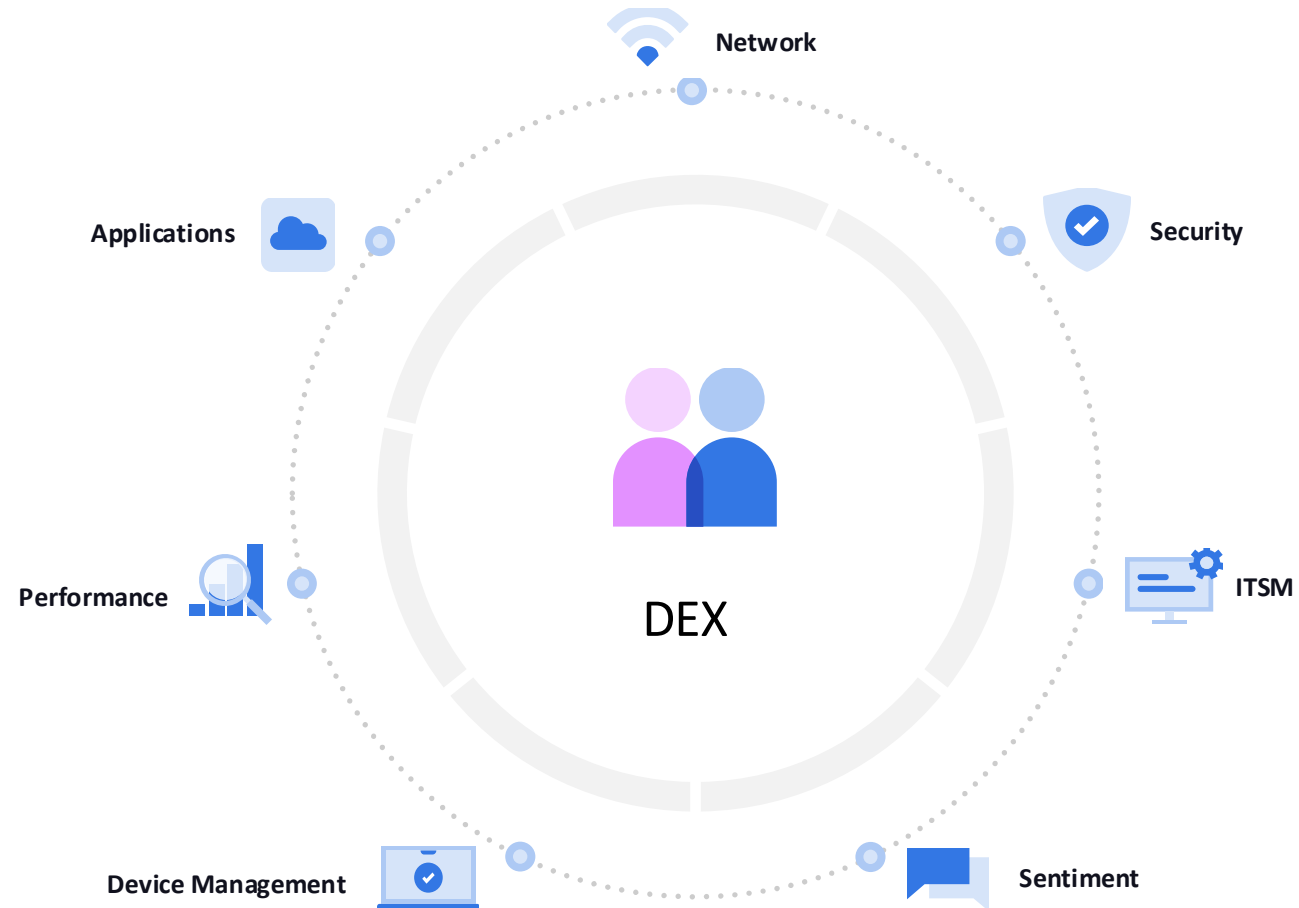 Network
Applications
Security
Performance
ITSM
DEX
Device Management
Sentiment